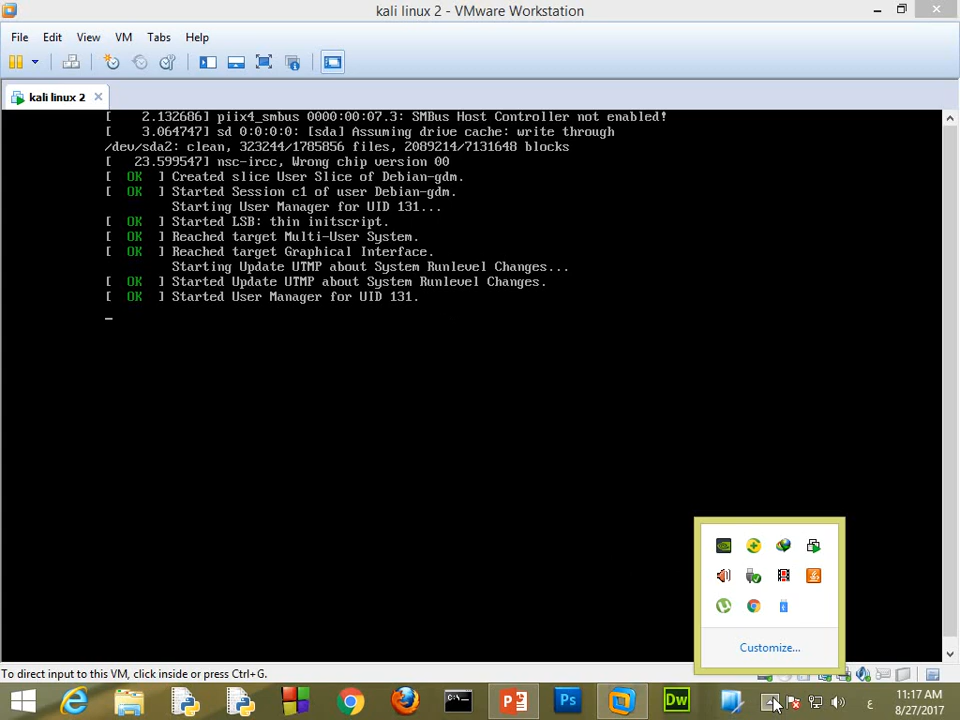 kali linux 2 - VMware Workstation
File Edit View VM Tabs Help
kali linux 2
[    2.132686] piix4_smbus 0000:00:07.3: SMBus Host Controller not enabled!
[    3.064747] sd 0:0:0:0: [sda] Assuming drive cache: write through
/dev/sda2: clean, 323244/1785856 files, 2089214/7131648 blocks
[   23.599547] nsc-ircc, Wrong chip version 00
[  OK  ] Created slice User Slice of Debian-gdm.
[  OK  ] Started Session c1 of user Debian-gdm.
Starting User Manager for UID 131...
[  OK  ] Started LSB: thin initscript.
[  OK  ] Reached target Multi-User System.
[  OK  ] Reached target Graphical Interface.
Starting Update UTMP about System Runlevel Changes...
[  OK  ] Started Update UTMP about System Runlevel Changes.
[  OK  ] Started User Manager for UID 131.
_
Customize...
To direct input to this VM, click inside or press Ctrl+G.
Ps
Dw
ع
11:17 AM
8/27/2017